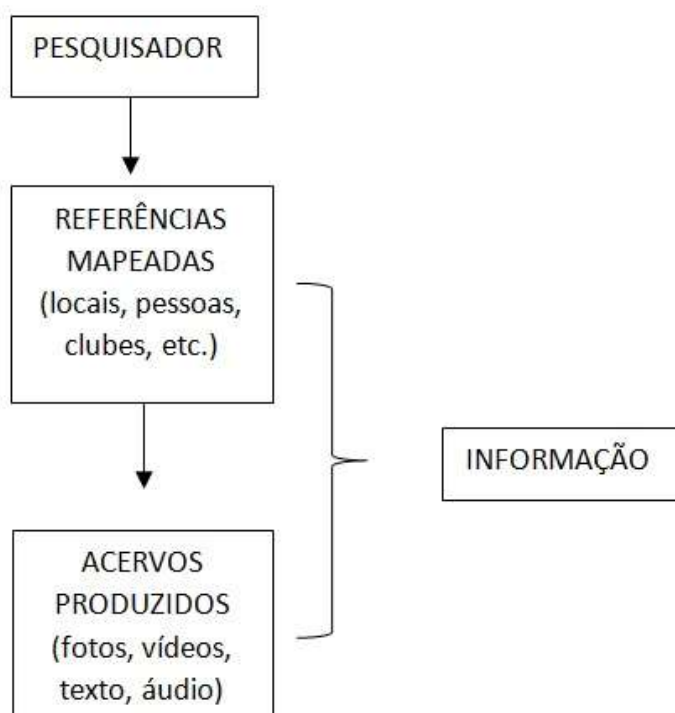 PESQUISADOR
REFERÊNCIAS
MAPEADAS
(locais, pessoas,
clubes, etc.)
INFORMAÇÃO
ACERVOS
PRODUZIDOS
(fotos, vídeos,
texto, áudio)